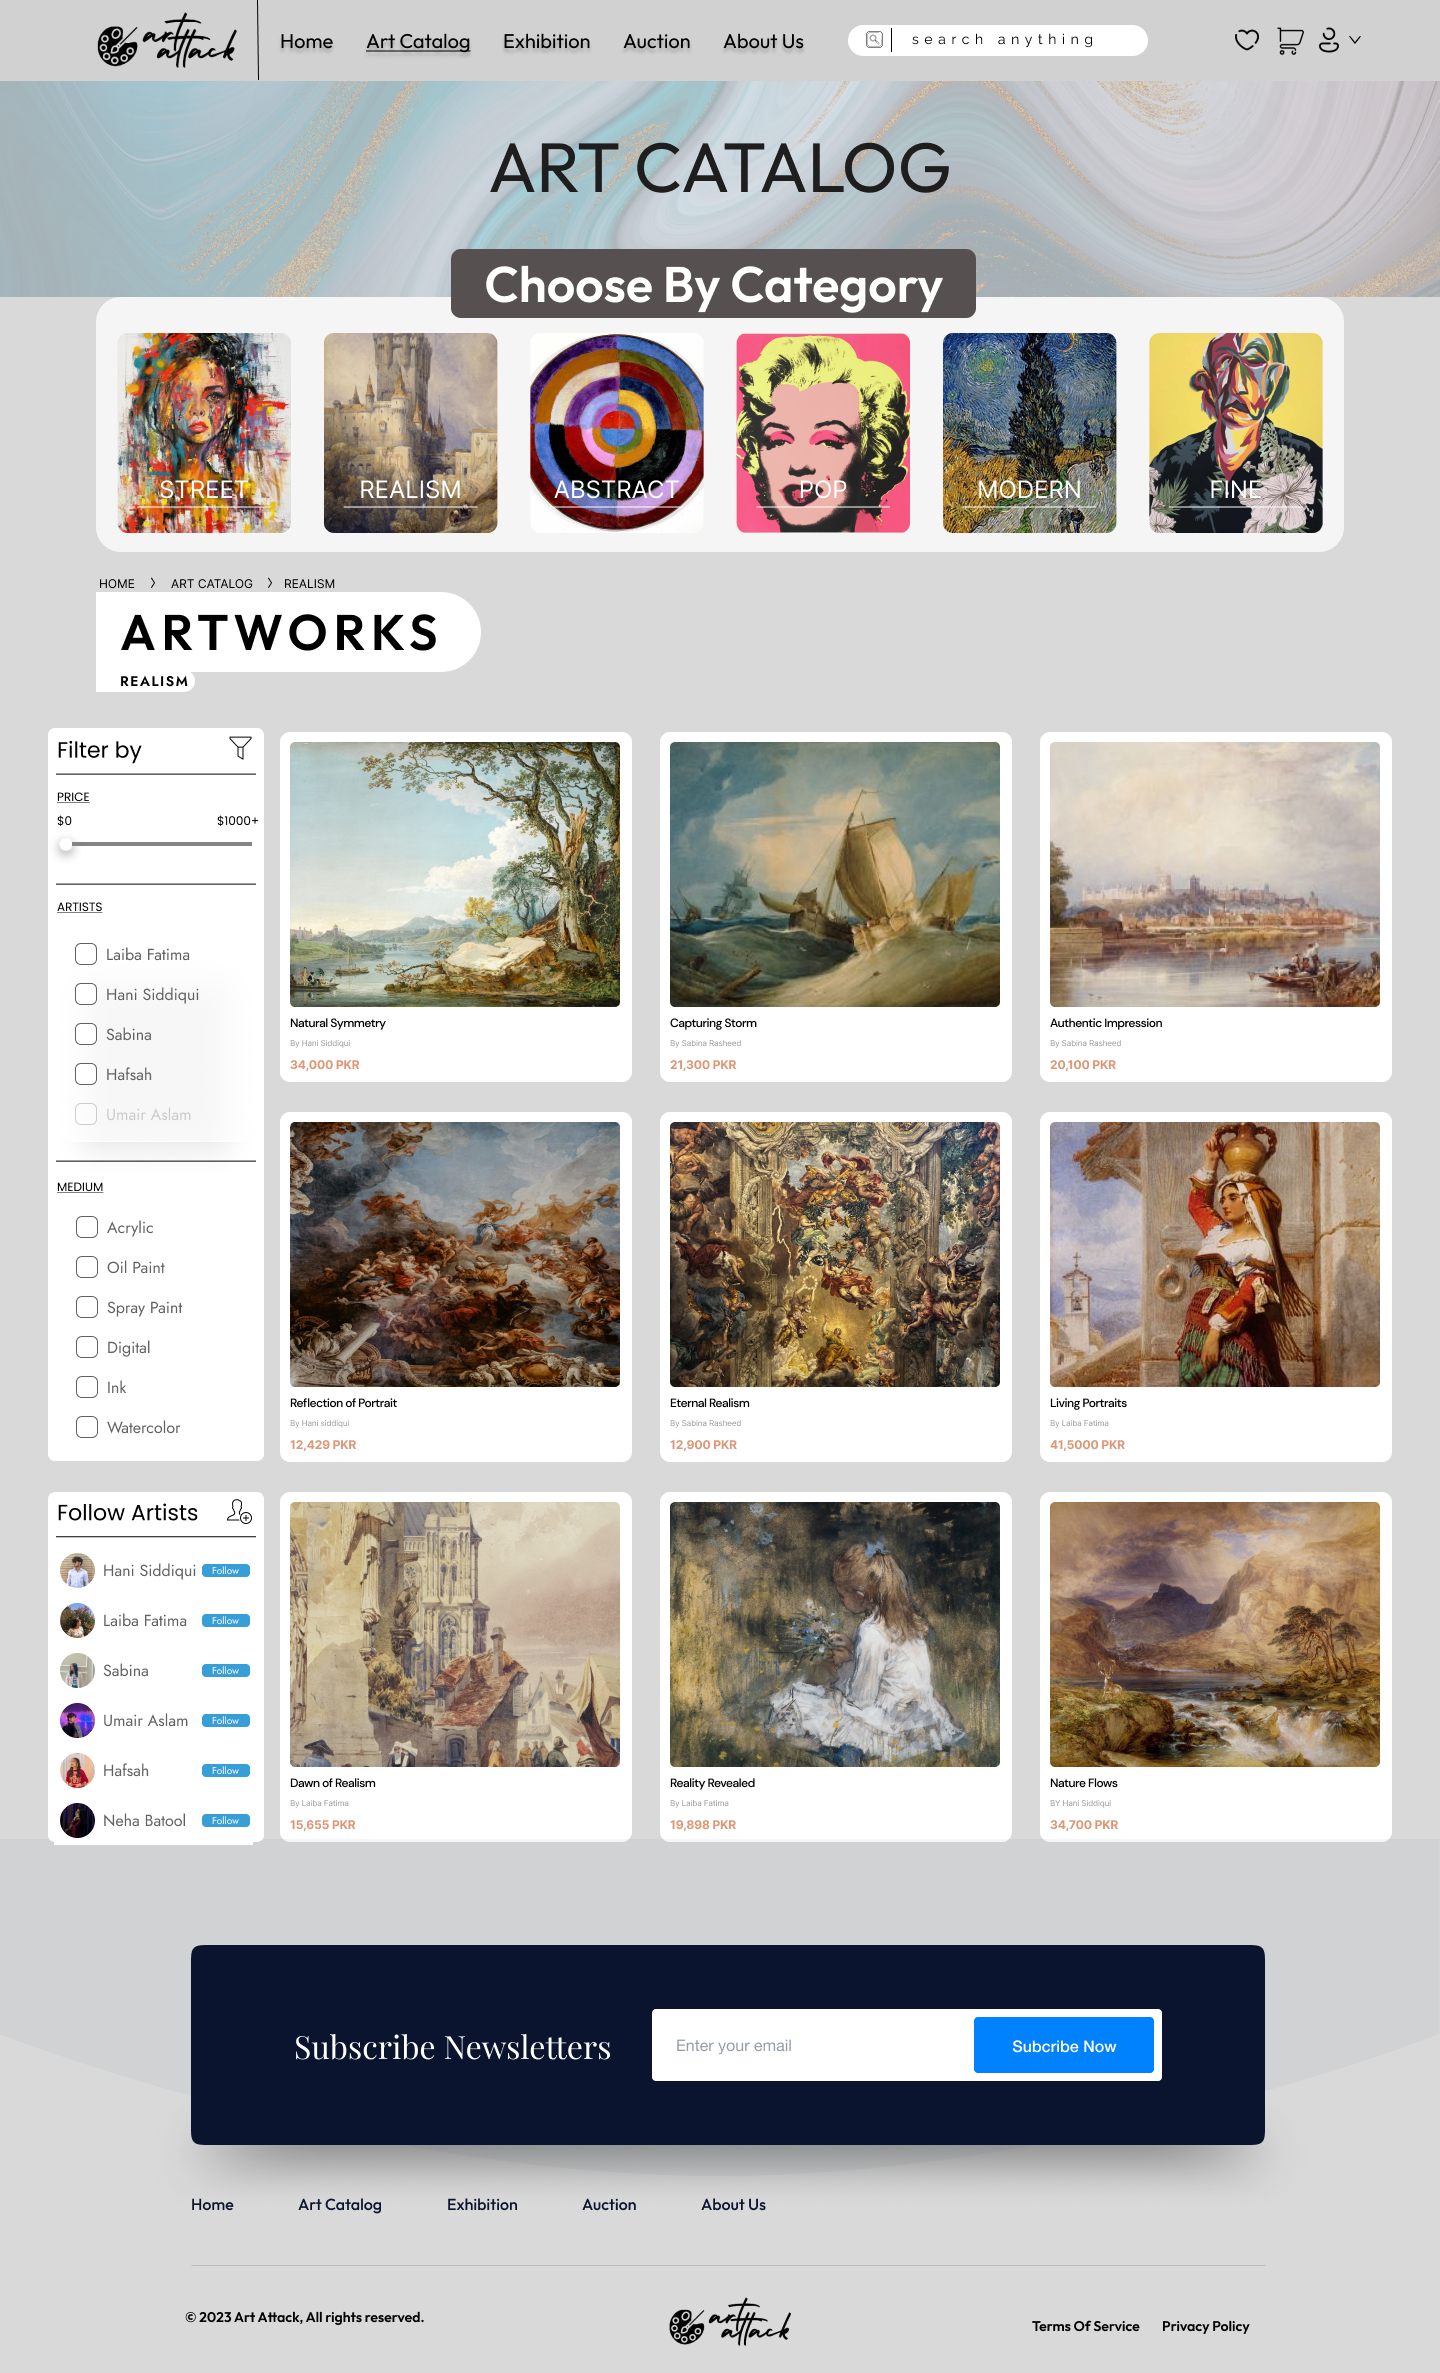 art
attack
Home Art Catalog Exhibition Auction About Us
search anything
ART CATALOG
Choose By Category
STREET
REALISM
ABSTRACT
POP
MODERN
FINE
HOME
ART CATALOG
REALISM
ARTWORKS
REALISM
Filter by
PRICE
$0 $1000+
ARTISTS
Laiba Fatima
Hani Siddiqui
Sabina
Hafsah
Umair Aslam
MEDIUM
Acrylic
Oil Paint
Spray Paint
Digital
Ink
Watercolor
Natural Symmetry
By Hani Siddiqui
34,000 PKR
Capturing Storm
By Sabina Rasheed
21,300 PKR
Authentic Impression
By Sabina Rasheed
20,100 PKR
Reflection of Portrait
By Hani siddiqui
12,429 PKR
Eternal Realism
By Sabina Rasheed
12,900 PKR
Living Portraits
By Laiba Fatima
41,5000 PKR
Follow Artists
Hani Siddiqui Follow
Laiba Fatima Follow
Sabina Follow
Umair Aslam Follow
Hafsah Follow
Neha Batool Follow
Dawn of Realism
By Laiba Fatima
15,655 PKR
Reality Revealed
By Laiba Fatima
19,898 PKR
Nature Flows
BY Hani Siddiqui
34,700 PKR
Subscribe Newsletters
Enter your email
Subcribe Now
Home Art Catalog Exhibition Auction About Us
© 2023 Art Attack, All rights reserved.
art
attack
Terms Of Service Privacy Policy